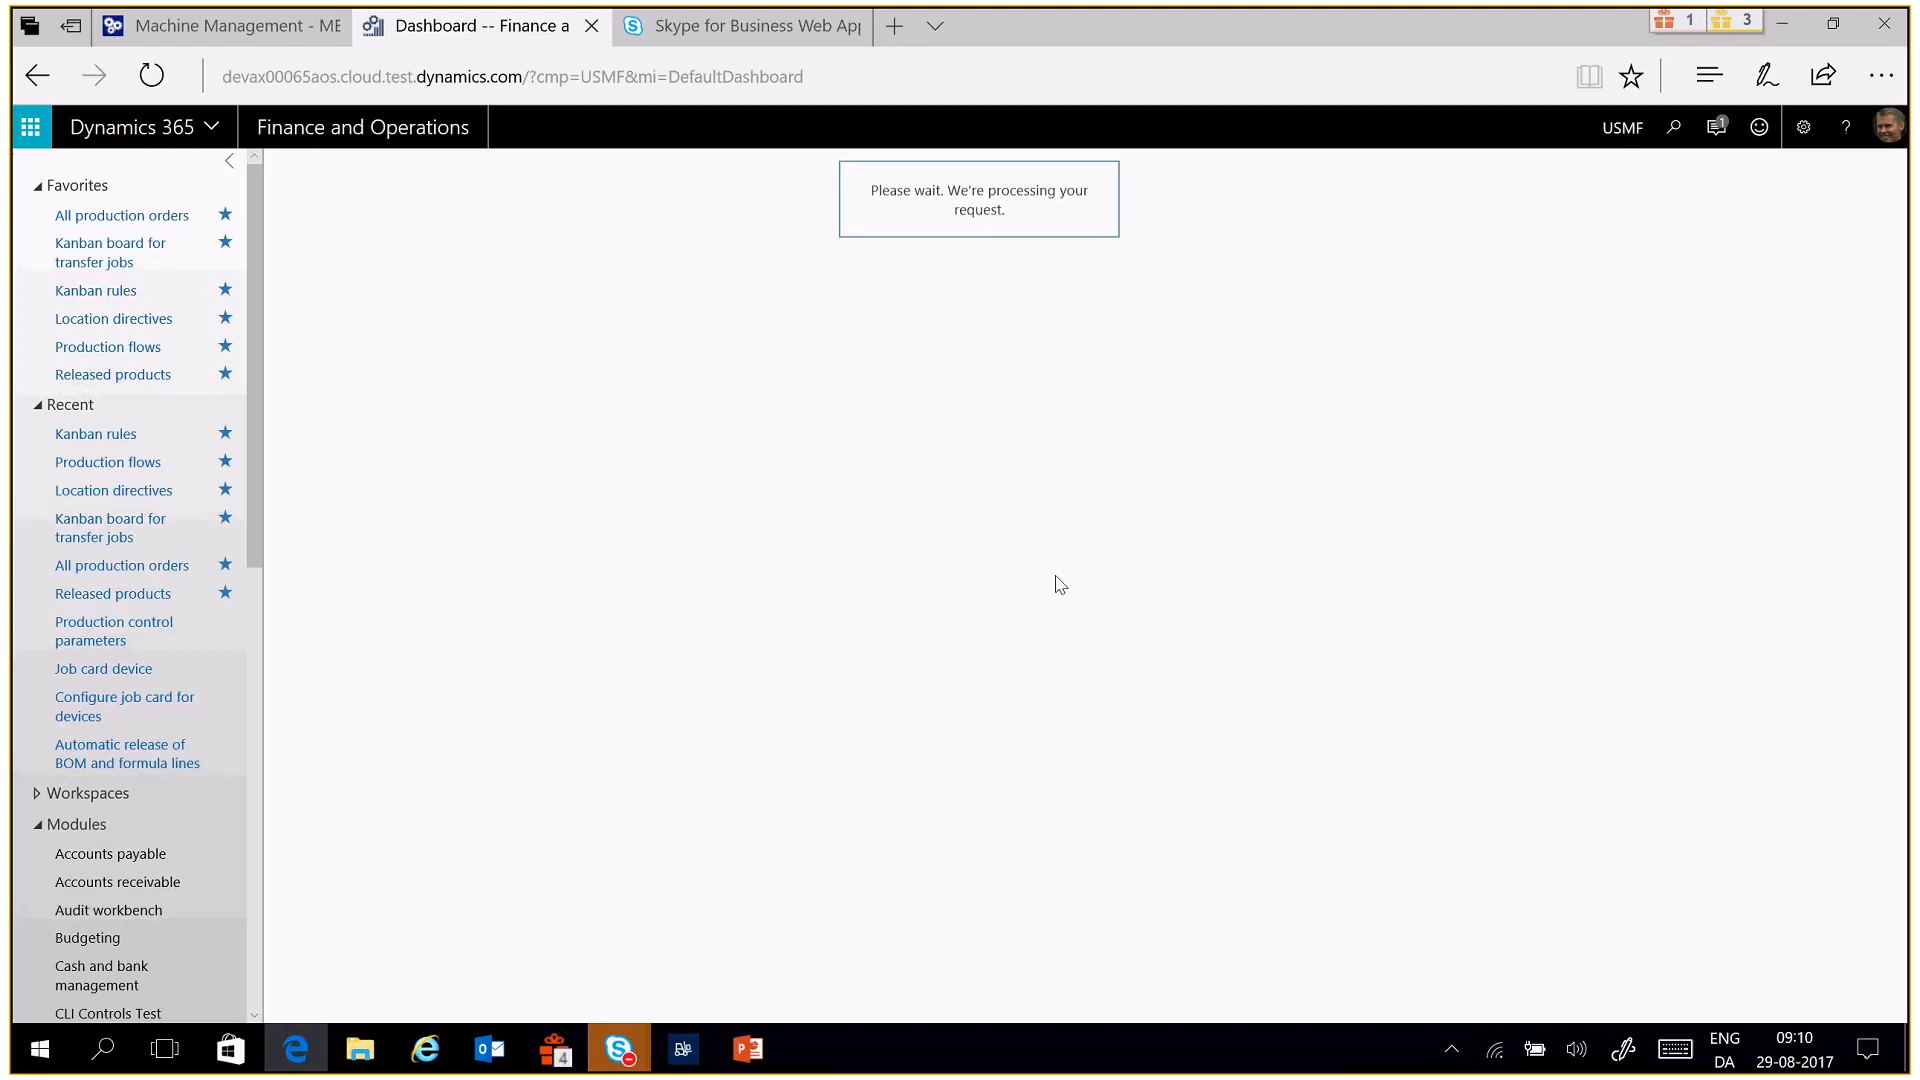 Machine Management - ME
Dashboard -- Finance a
Skype for Business Web App
1
3
devax00065aos.cloud.test.dynamics.com/?cmp=USMF&mi=DefaultDashboard
Dynamics 365
Finance and Operations
USMF
1
?
Favorites
All production orders
Kanban board for
transfer jobs
Kanban rules
Location directives
Production flows
Released products
Recent
Kanban rules
Production flows
Location directives
Kanban board for
transfer jobs
All production orders
Released products
Production control
parameters
Job card device
Configure job card for
devices
Automatic release of
BOM and formula lines
Workspaces
Modules
Accounts payable
Accounts receivable
Audit workbench
Budgeting
Cash and bank
management
CLI Controls Test
Please wait. We're processing your
request.
4
ENG
DA
09:10
29-08-2017